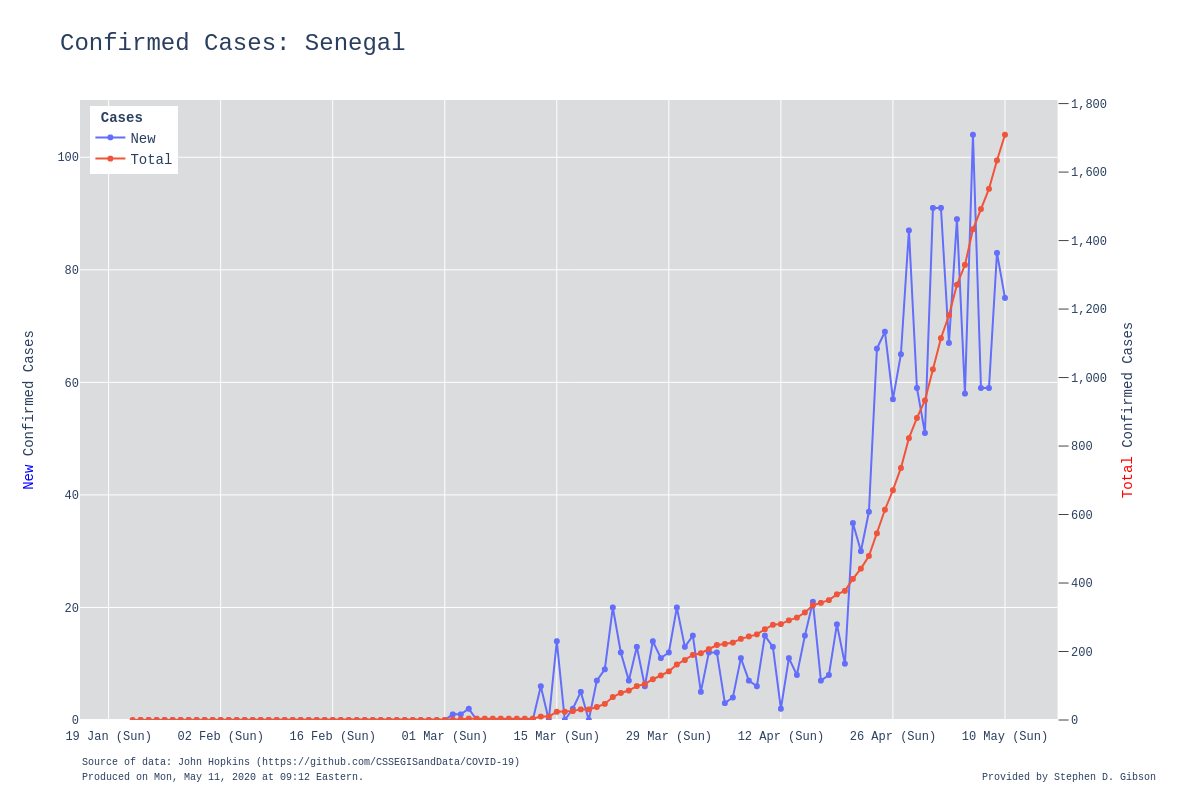 Confirmed Cases: Senegal
Cases
New
Total
100
80
60
40
20
0
New Confirmed Cases
1,800
1,600
1,400
1,200
1,000
800
600
400
200
0
Total Confirmed Cases
19 Jan (Sun) 02 Feb (Sun) 16 Feb (Sun) 01 Mar (Sun) 15 Mar (Sun) 29 Mar (Sun) 12 Apr (Sun) 26 Apr (Sun) 10 May (Sun)
Source of data: John Hopkins (https://github.com/CSSEGISandData/COVID-19)
Produced on Mon, May 11, 2020 at 09:12 Eastern.
Provided by Stephen D. Gibson